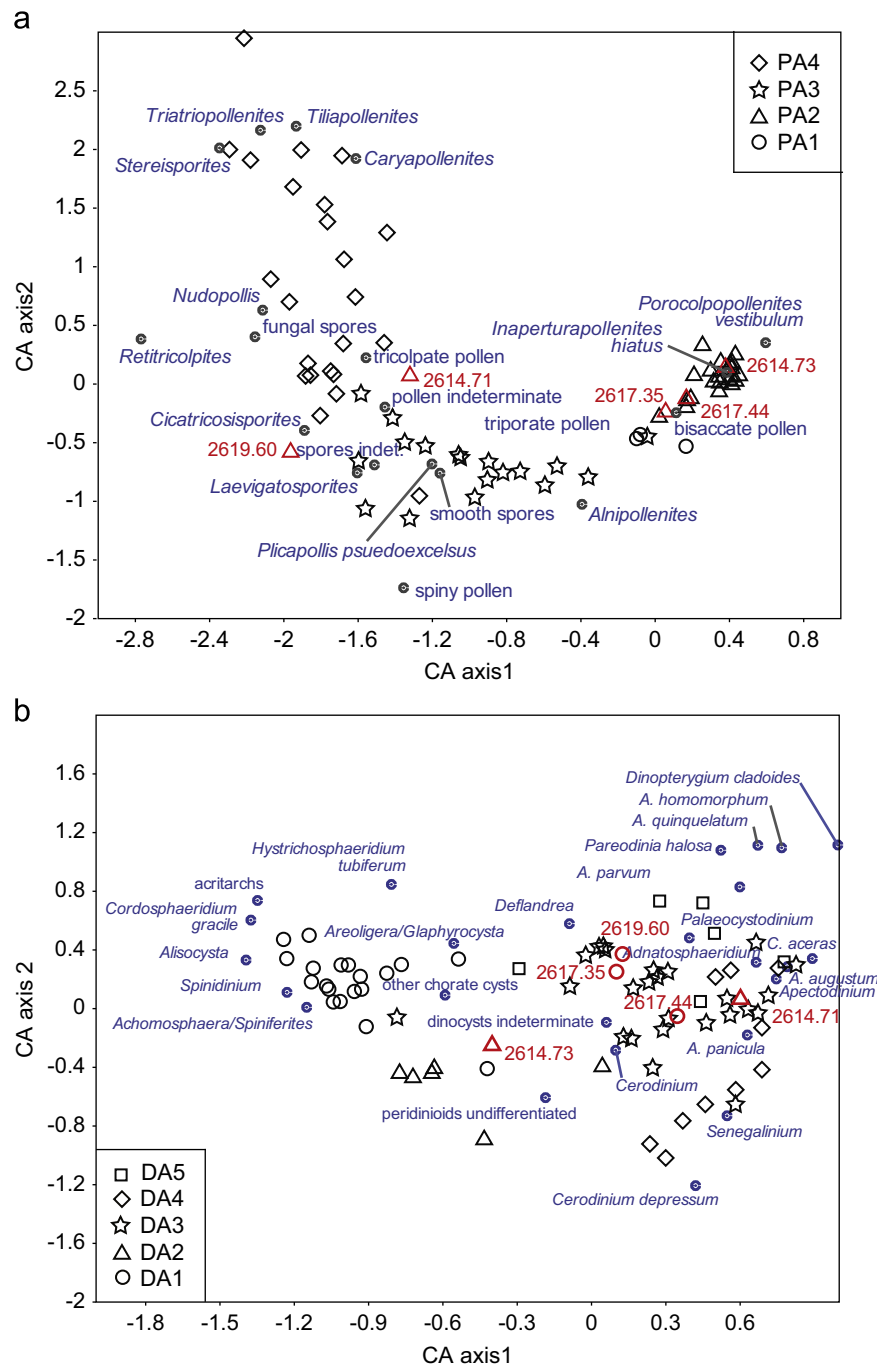 a
PA4
PA3
PA2
PA1
2.5
2
1.5
1
0.5
0
-0.5
-1
-1.5
-2
CA axis2
Triatriopollenites
Tiliapollenites
Stereisporites
Caryapollenites
Nudopollis
fungal spores
Retitricolpites
tricolpate pollen
2614.71
pollen indeterminate
Cicatricosisporites
2619.60
spores indet.
Laevigatosporites
smooth spores
Plicapollis psuedoexcelsus
spiny pollen
triporate pollen
Alnipollenites
Porocolpopollenites
vestibulum
Inaperturapollenites
hiatus
2614.73
2617.35
2617.44
bisaccate pollen
-2.8
-2.4
-2
-1.6
-1.2
-0.8
-0.4
0
0.4
0.8
CA axis1
b
1.6
1.2
0.8
0.4
0
-0.4
-0.8
-1.2
-1.6
-2
CA axis 2
Dinopterygium cladoides
A. homomorphum
A. quinquelatum
Pareodinia halosa
A. parvum
Hystrichosphaeridium
tubiferum
acritarchs
Cordosphaeridium
gracile
Areoligera/Glaphyrocysta
Alisocysta
Spinidinium
Achomosphaera/Spiniferites
other chorate cysts
Deflandrea
2619.60
Palaeocystodinium
Adnatosphaeridium
C. aceras
2617.35
A. augustum
Apectodinium
2617.44
2614.71
dinocysts indeterminate
2614.73
A. panicula
Cerodinium
peridinioids undifferentiated
Senegalinium
Cerodinium depressum
DA5
DA4
DA3
DA2
DA1
-1.8
-1.5
-1.2
-0.9
-0.6
-0.3
0
0.3
0.6
CA axis1